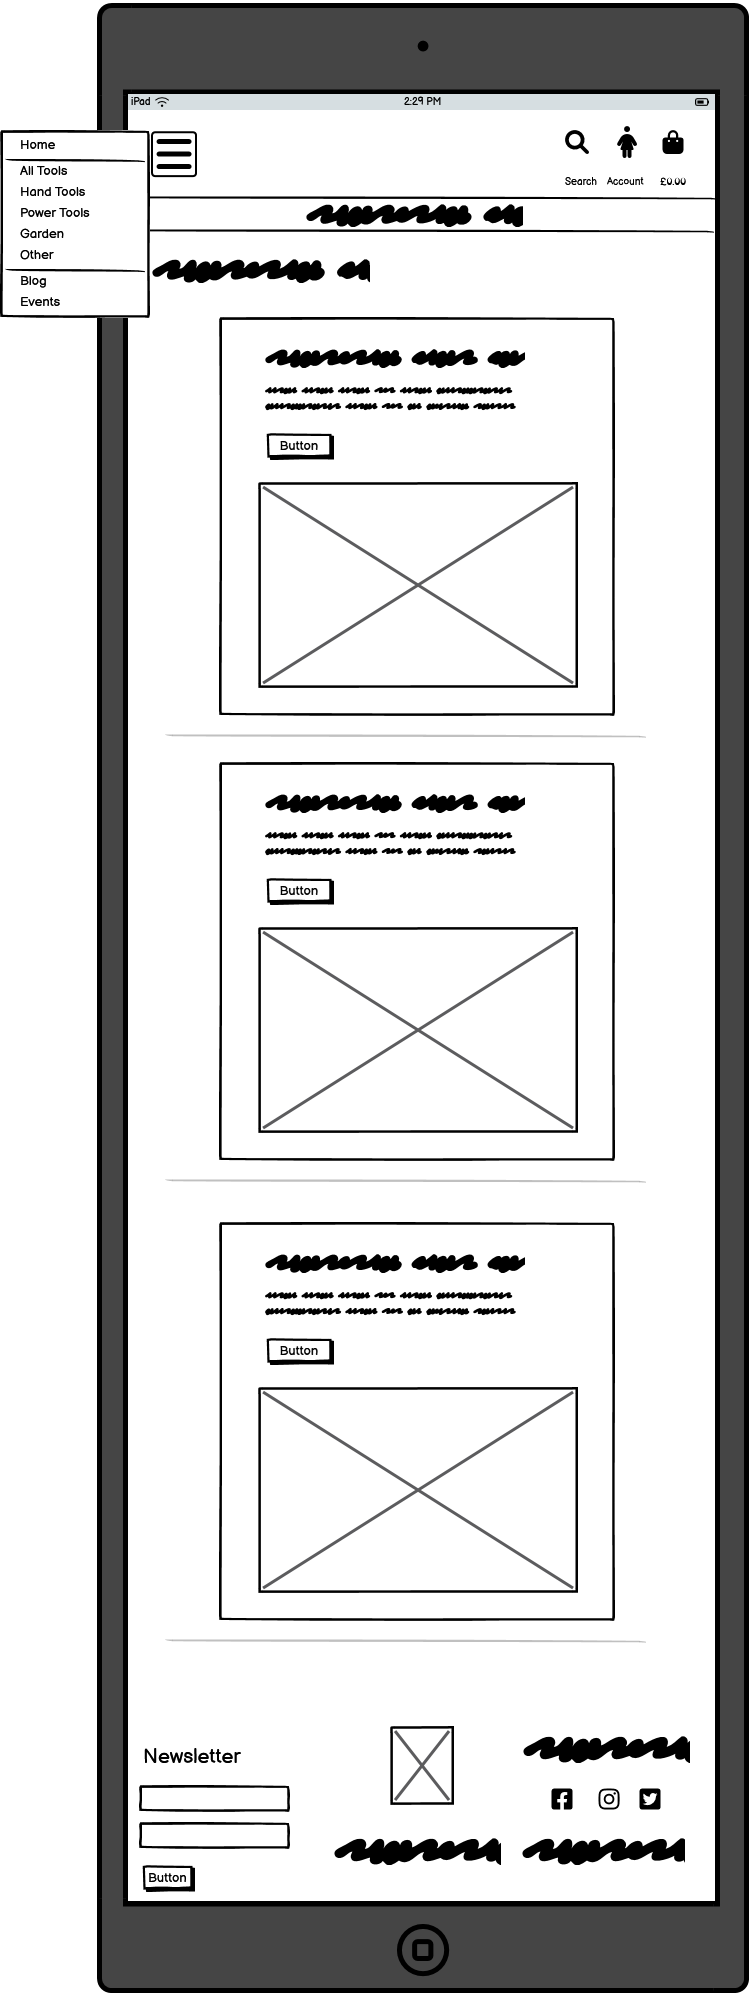 iPad 2:29 PM
Home
All Tools
Hand Tools
Power Tools
Garden
Other
Blog
Events
Search Account £0.00
Button
Button
Button
Newsletter
Button